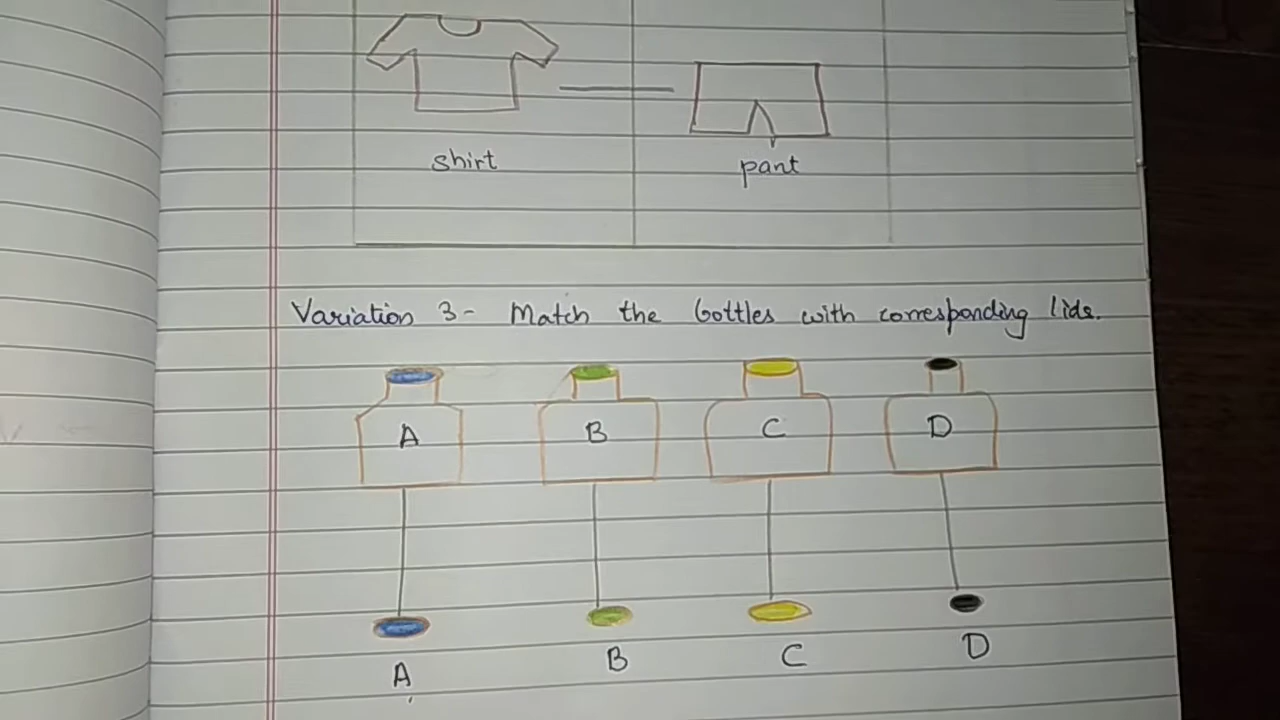 shirt pant
Variation 3- Match the bottles with corresponding lids.
A B C D
A B C D